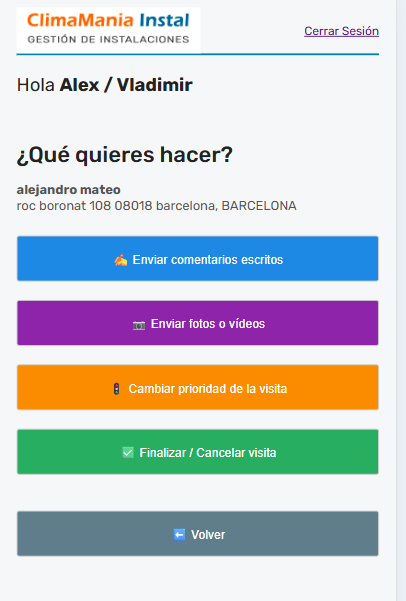 ClimaMania Instal
GESTIÓN DE INSTALACIONES
Cerrar Sesión
Hola Alex / Vladimir
¿Qué quieres hacer?
alejandro mateo
roc boronat 108 08018 barcelona, BARCELONA
✍️ Enviar comentarios escritos
📷 Enviar fotos o vídeos
🚦 Cambiar prioridad de la visita
✅ Finalizar / Cancelar visita
⬅️ Volver